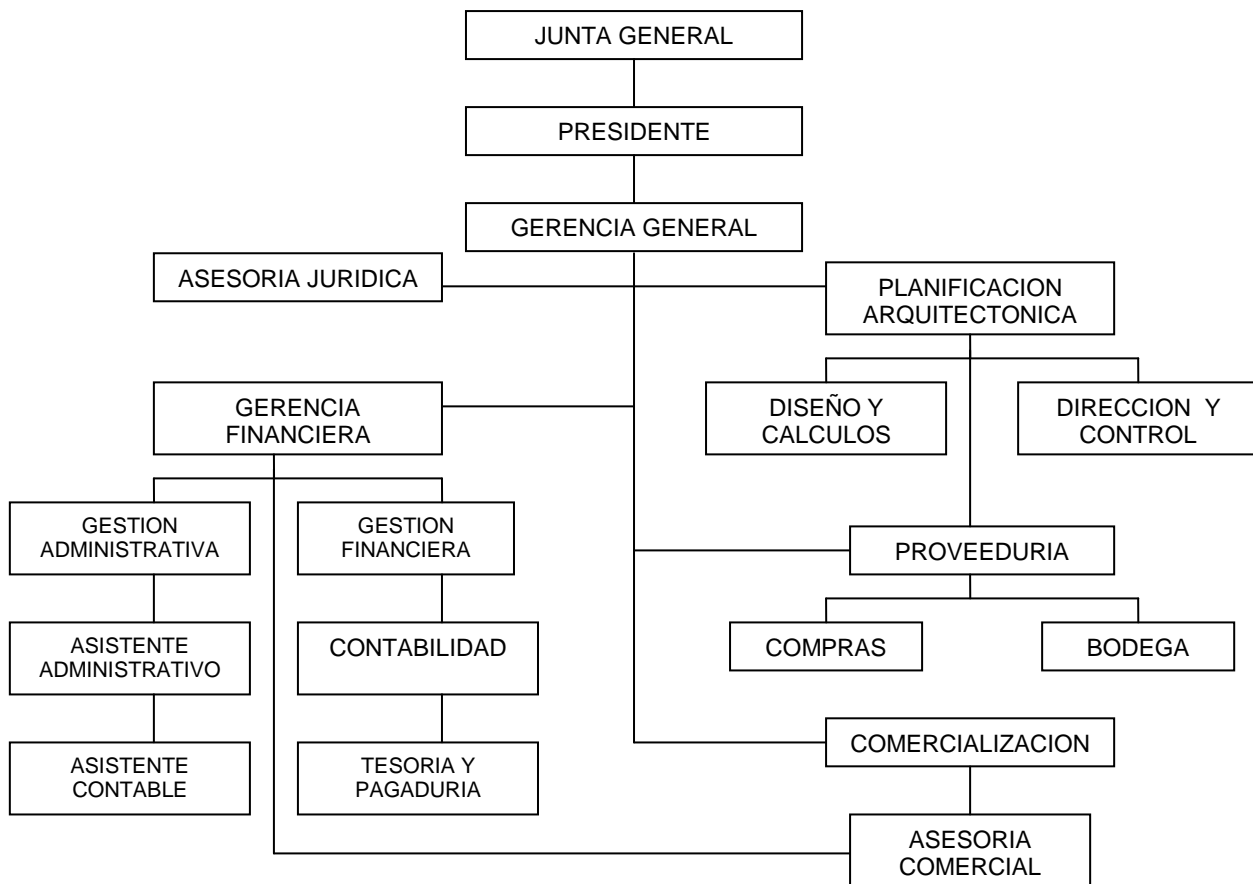 JUNTA GENERAL
PRESIDENTE
GERENCIA GENERAL
ASESORIA JURIDICA
PLANIFICACION
ARQUITECTONICA
GERENCIA
FINANCIERA
DISEÑO Y
CALCULOS
DIRECCION Y
CONTROL
GESTION
ADMINISTRATIVA
GESTION
FINANCIERA
PROVEEDURIA
ASISTENTE
ADMINISTRATIVO
CONTABILIDAD
COMPRAS
BODEGA
ASISTENTE
CONTABLE
TESORIA Y
PAGADURIA
COMERCIALIZACION
ASESORIA
COMERCIAL